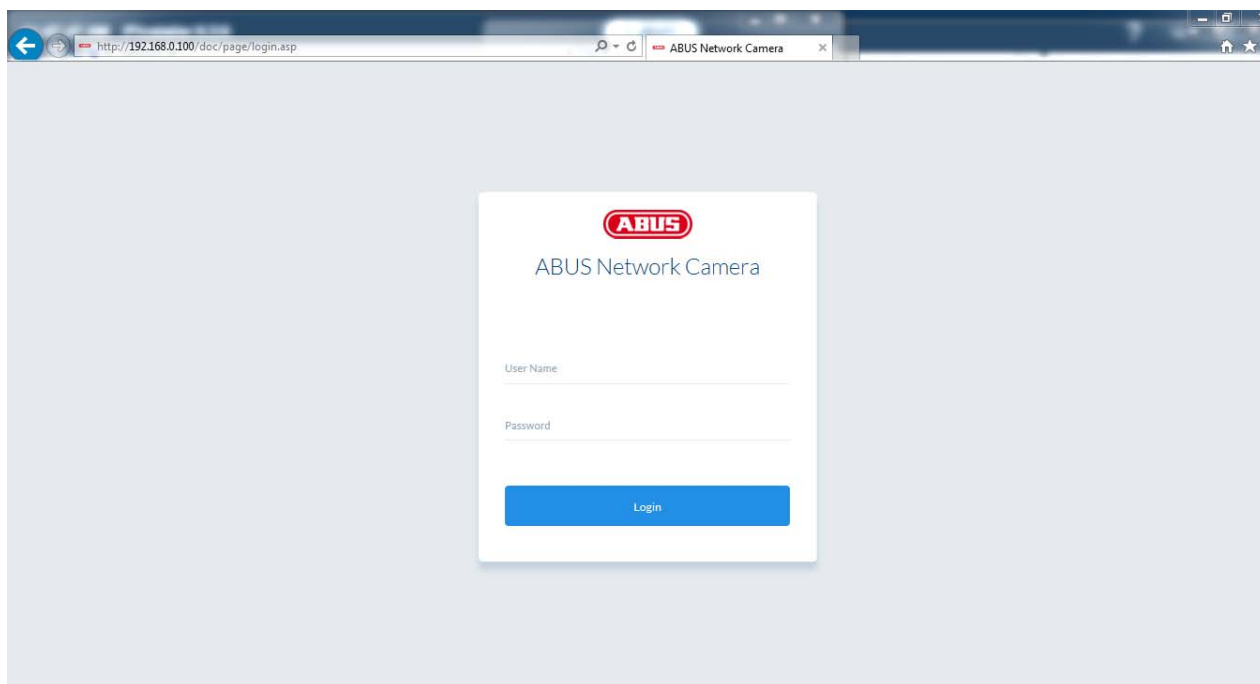 http://192.168.0.100/doc/page/login.asp
ABUS Network Camera
ABUS
ABUS Network Camera
User Name
Password
Login